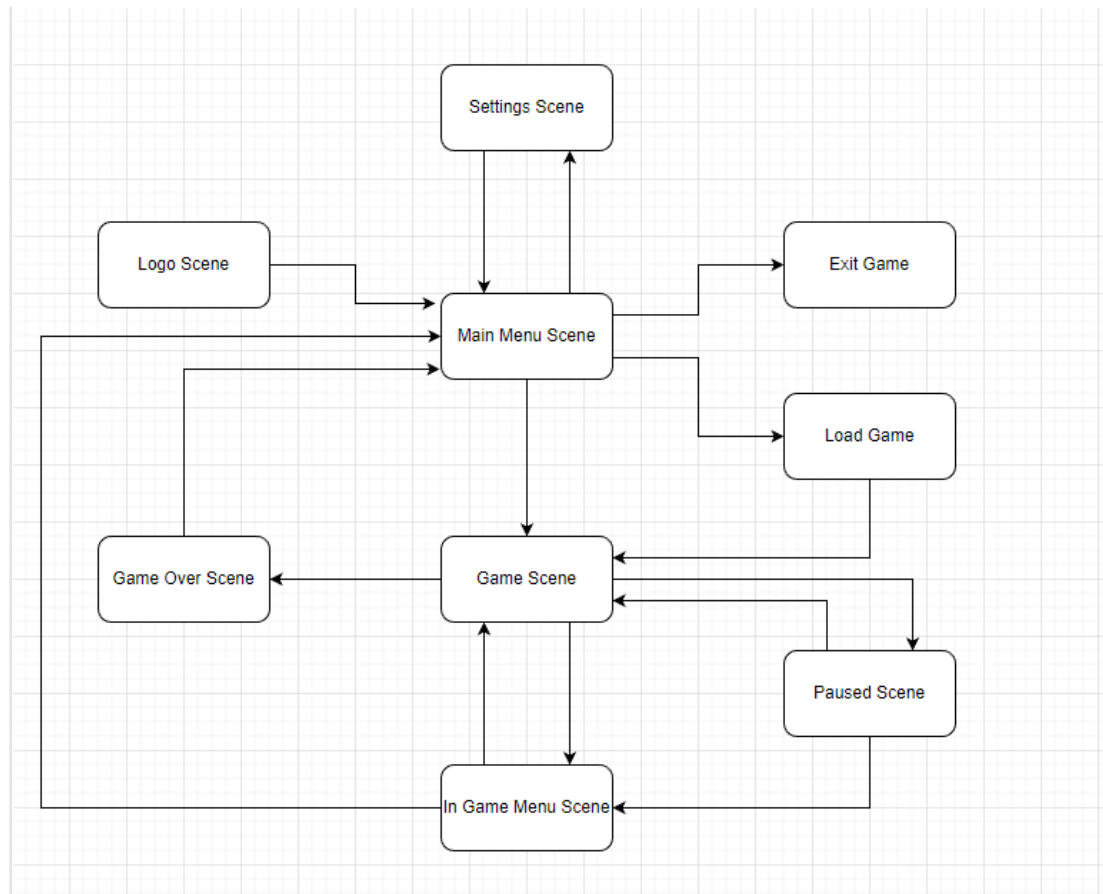 Settings Scene
Logo Scene
Exit Game
Main Menu Scene
Load Game
Game Over Scene
Game Scene
Paused Scene
In Game Menu Scene